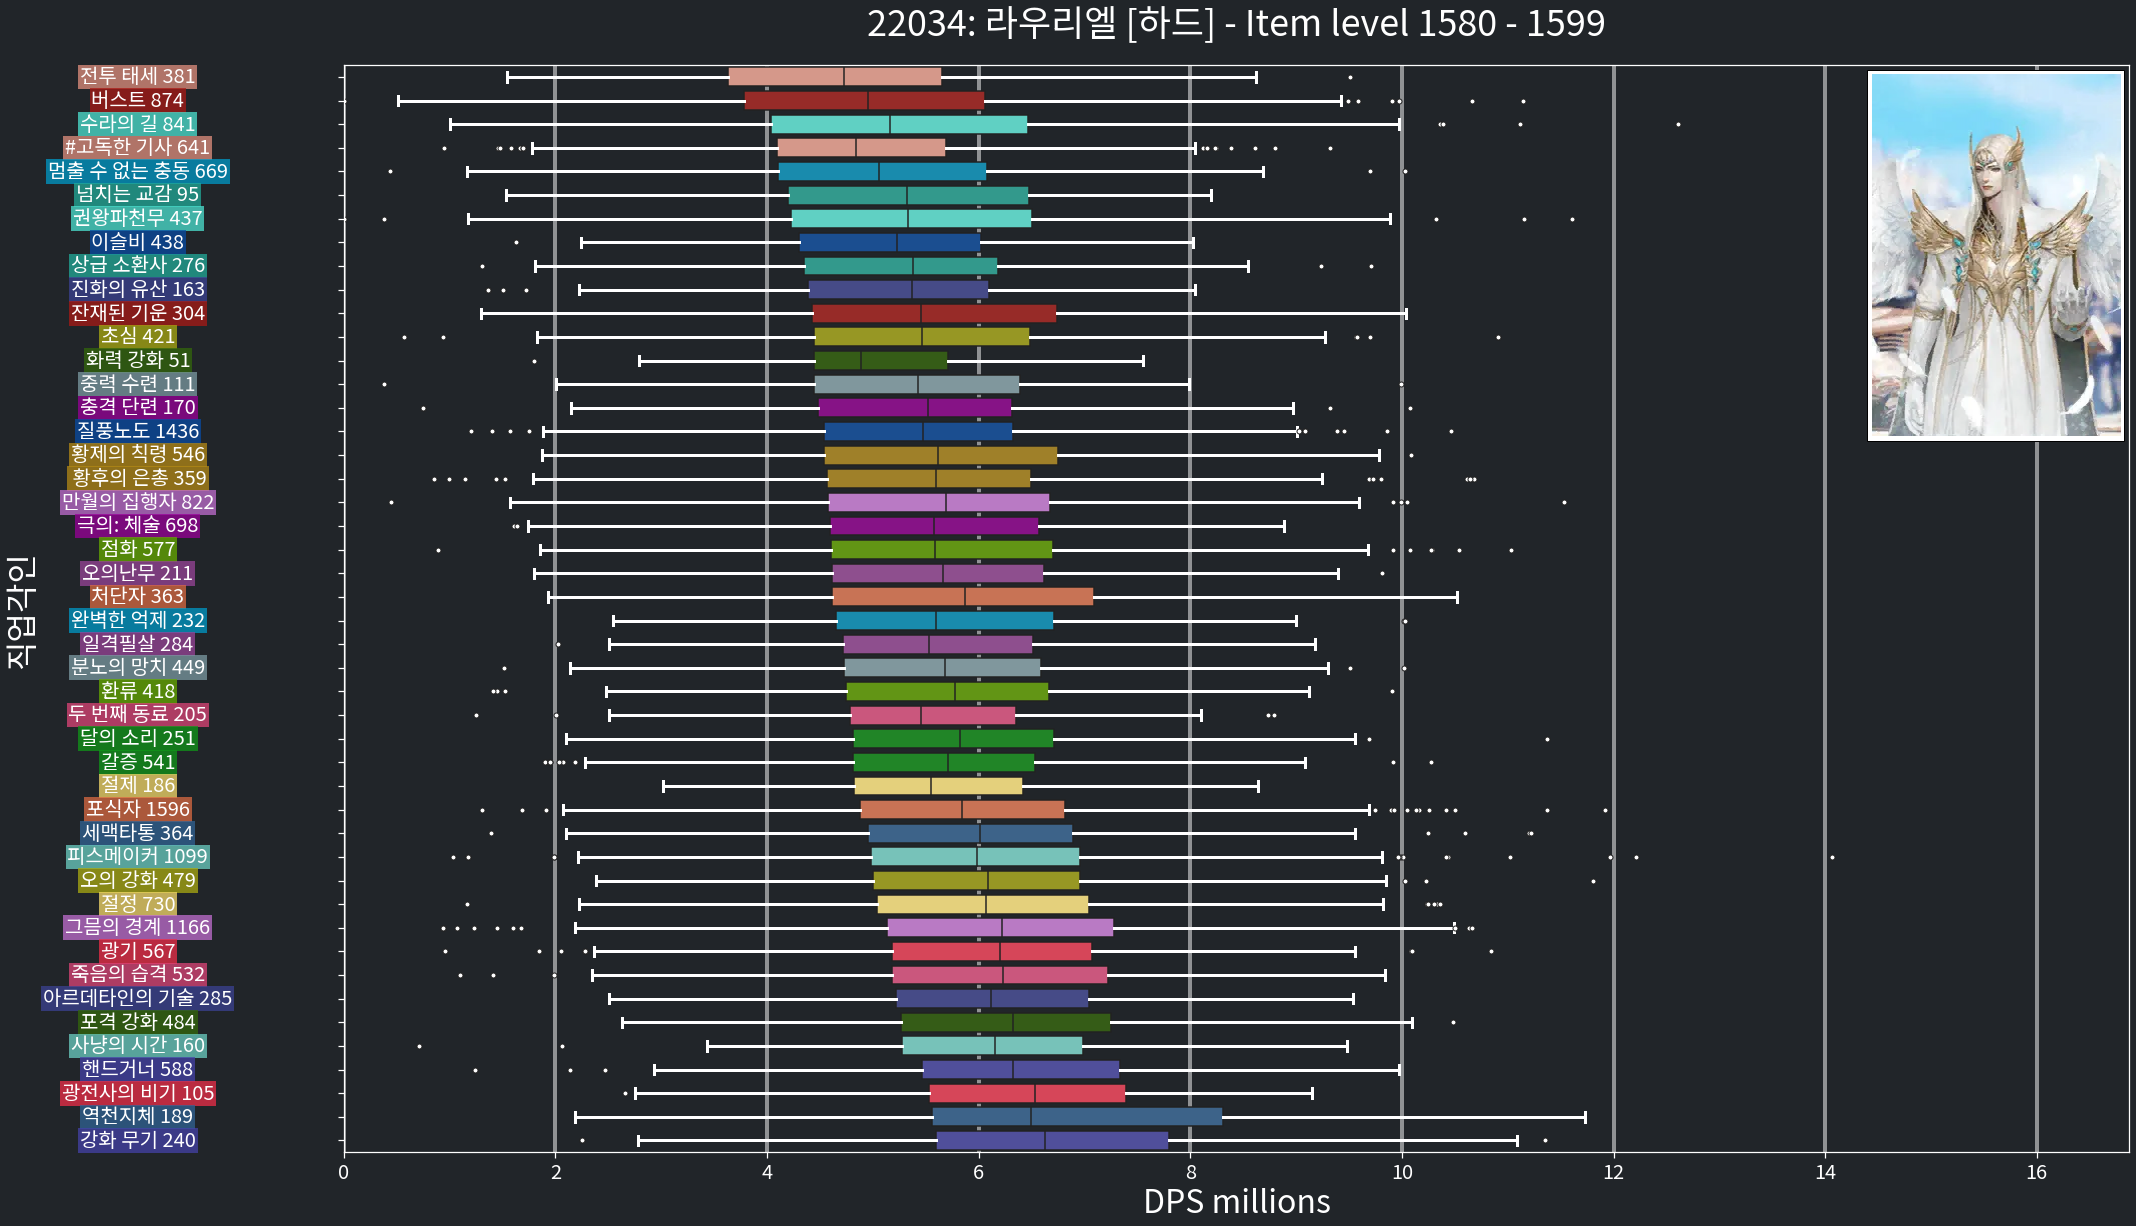 22034: 라우리엘 [하드] - Item level 1580 - 1599
전투 태세 381
버스트 874
수라의 길 841
#고독한 기사 641
멈출 수 없는 충동 669
넘치는 교감 95
권왕파천무 437
이슬비 438
상급 소환사 276
진화의 유산 163
잔재된 기운 304
초심 421
화력 강화 51
중력 수련 111
충격 단련 170
질풍노도 1436
황제의 칙령 546
황후의 은총 359
만월의 집행자 822
극의: 체술 698
점화 577
오의난무 211
처단자 363
완벽한 억제 232
일격필살 284
분노의 망치 449
환류 418
두 번째 동료 205
달의 소리 251
갈증 541
절제 186
포식자 1596
세맥타통 364
피스메이커 1099
오의 강화 479
절정 730
그믐의 경계 1166
광기 567
죽음의 습격 532
아르데타인의 기술 285
포격 강화 484
사냥의 시간 160
핸드거너 588
광전사의 비기 105
역천지체 189
강화 무기 240
직업각인
0 2 4 6 8 10 12 14 16
DPS millions